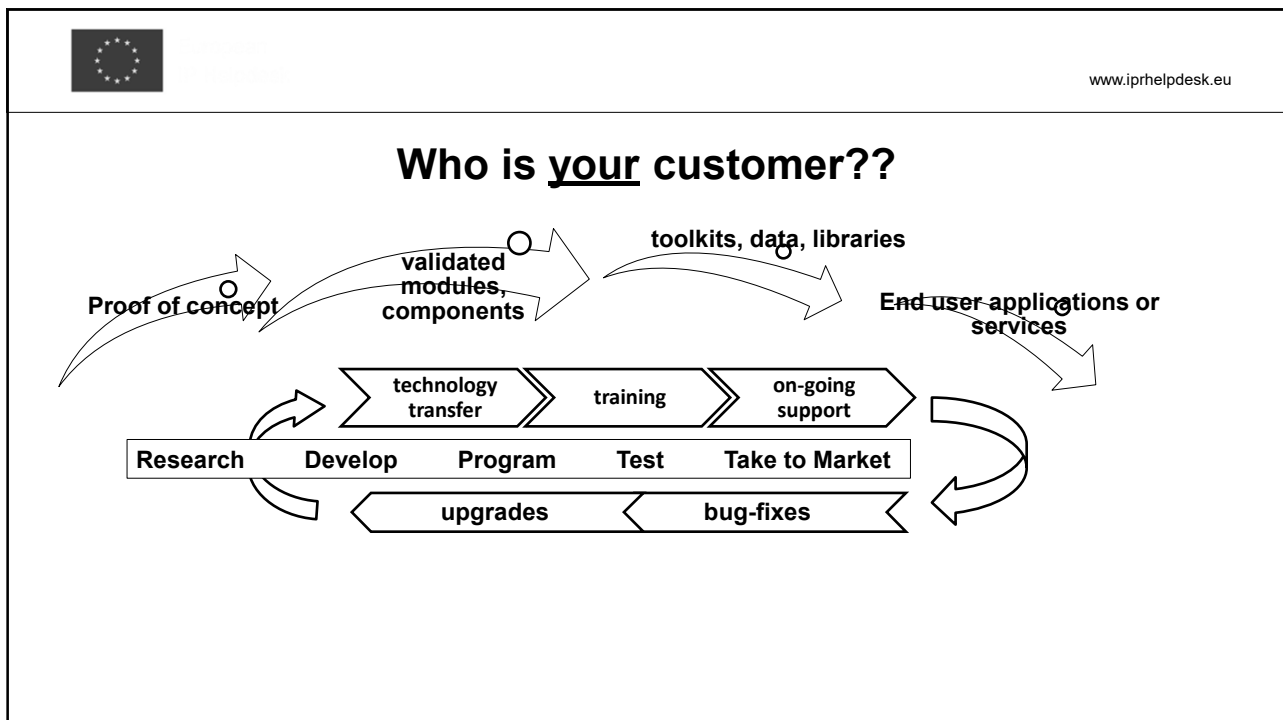 www.iprhelpdesk.eu
Who is your customer??
Proof of concept
validated
modules,
components
toolkits, data, libraries
End user applications or
services
technology
transfer
training
on-going
support
Research Develop Program Test Take to Market
upgrades
bug-fixes